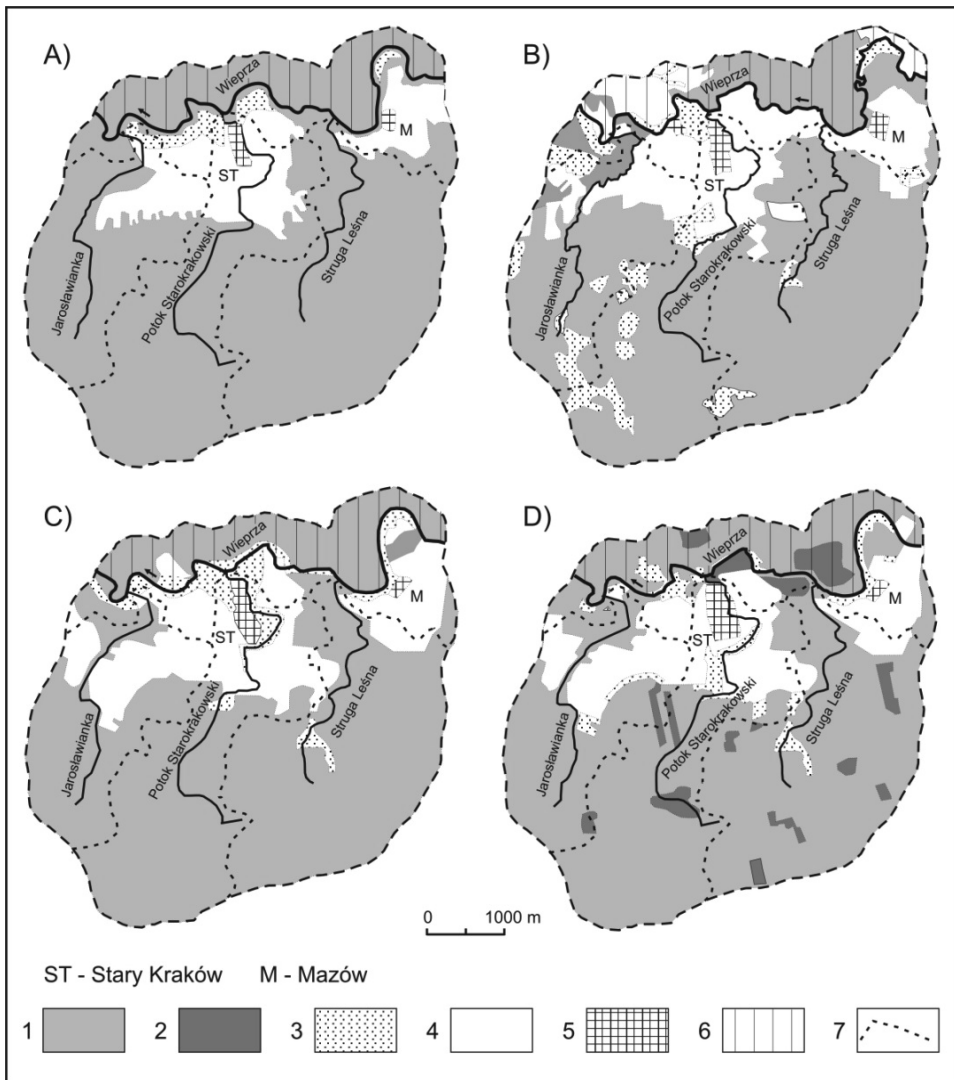 A)
Wieprza
M
ST
Jarosławianka
Potok Starokrakowski
Struga Leśna
B)
Wieprza
M
ST
Jarosławianka
Potok Starokrakowski
Struga Leśna
C)
Wieprza
M
ST
Jarosławianka
Potok Starokrakowski
Struga Leśna
D)
Wieprza
M
ST
Jarosławianka
Potok Starokrakowski
Struga Leśna
0 1000 m
ST - Stary Kraków M - Mazów
1 2 3 4 5 6 7